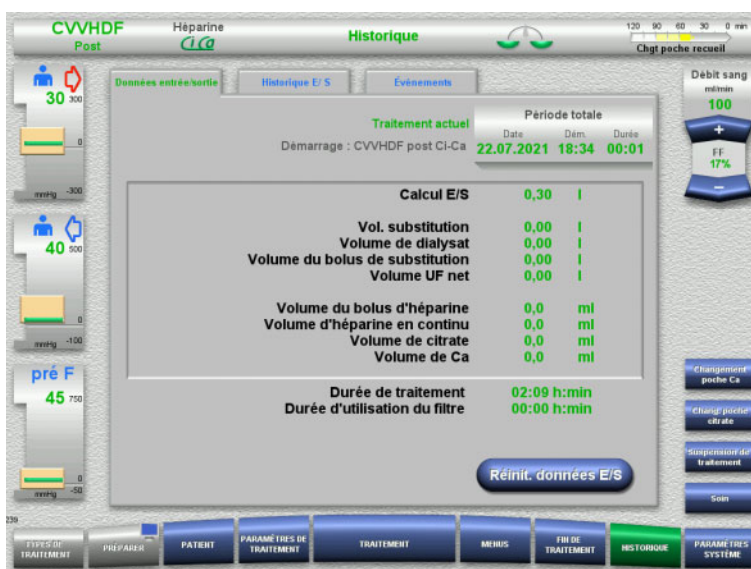 CVVHDF
Post
Héparine
Ci Ca
Historique
120 90 60 30 0 min
Chgt poche recueil
30 300
0
mmHg -300
40 500
0
mmHg -100
pré F
45 750
0
mmHg -50
239
Données entrée/sortie
Historique E/ S
Événements
Traitement actuel
Démarrage : CVVHDF post Ci-Ca
Période totale
Date Dém. Durée
22.07.2021 18:34 00:01
Calcul E/S 0,30 l
Vol. substitution 0,00 l
Volume de dialysat 0,00 l
Volume du bolus de substitution 0,00 l
Volume UF net 0,00 l
Volume du bolus d'héparine 0,0 ml
Volume d'héparine en continu 0,0 ml
Volume de citrate 0,0 ml
Volume de Ca 0,0 ml
Durée de traitement 02:09 h:min
Durée d'utilisation du filtre 00:00 h:min
Réinit. données E/S
Débit sang
ml/min
100
+
FF
17%
−
Changement
poche Ca
Chang. poche
citrate
Suspension de
traitement
Soin
TYPES DE
TRAITEMENT
PRÉPARER
PATIENT
PARAMÈTRES DE
TRAITEMENT
TRAITEMENT
MENUS
FIN DE
TRAITEMENT
HISTORIQUE
PARAMÈTRES
SYSTÈME